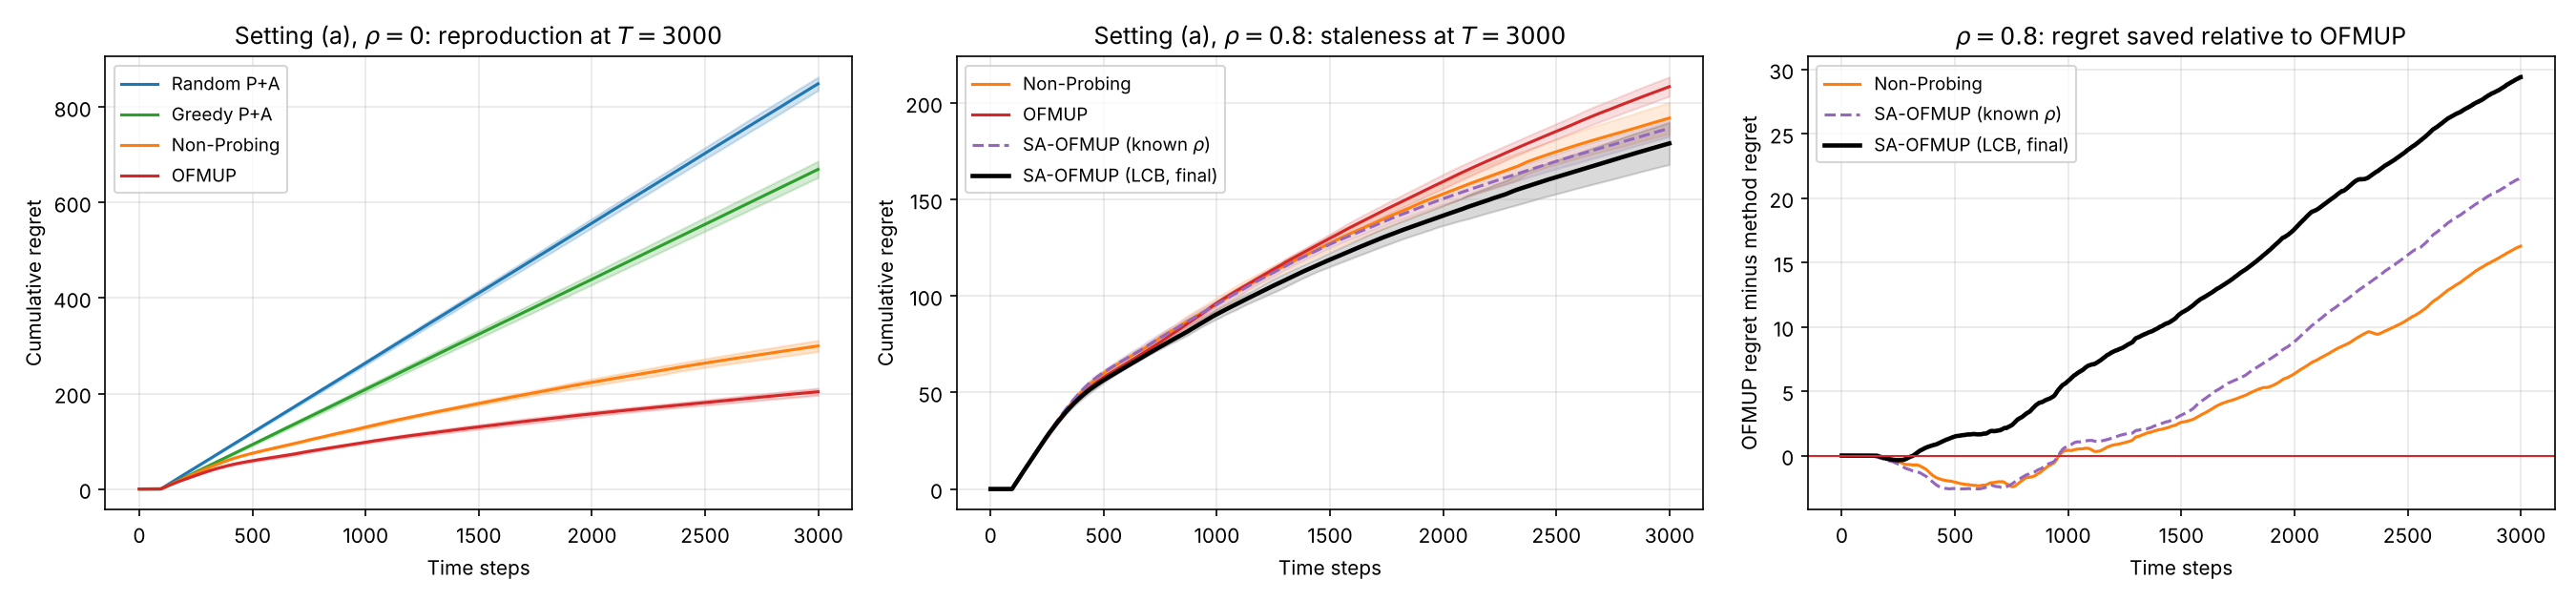 Setting (a), ρ = 0: reproduction at T = 3000
Random P+A
Greedy P+A
Non-Probing
OFMUP
Cumulative regret
800
600
400
200
0
0 500 1000 1500 2000 2500 3000
Time steps
Setting (a), ρ = 0.8: staleness at T = 3000
Non-Probing
OFMUP
SA-OFMUP (known ρ)
SA-OFMUP (LCB, final)
Cumulative regret
200
150
100
50
0
0 500 1000 1500 2000 2500 3000
Time steps
ρ = 0.8: regret saved relative to OFMUP
Non-Probing
SA-OFMUP (known ρ)
SA-OFMUP (LCB, final)
OFMUP regret minus method regret
30
25
20
15
10
5
0
0 500 1000 1500 2000 2500 3000
Time steps